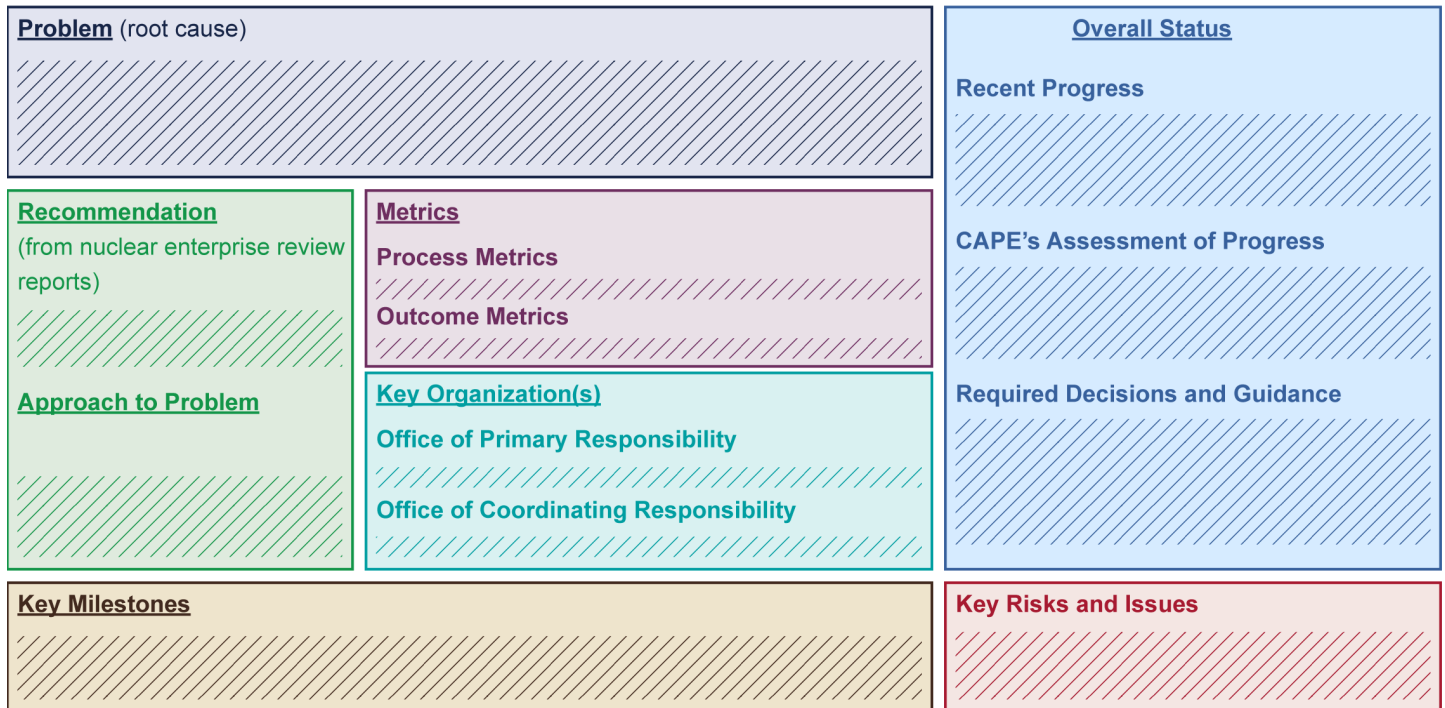 Problem (root cause)
Recommendation
(from nuclear enterprise review
reports)
Approach to Problem
Metrics
Process Metrics
Outcome Metrics
Key Organization(s)
Office of Primary Responsibility
Office of Coordinating Responsibility
Overall Status
Recent Progress
CAPE’s Assessment of Progress
Required Decisions and Guidance
Key Milestones
Key Risks and Issues